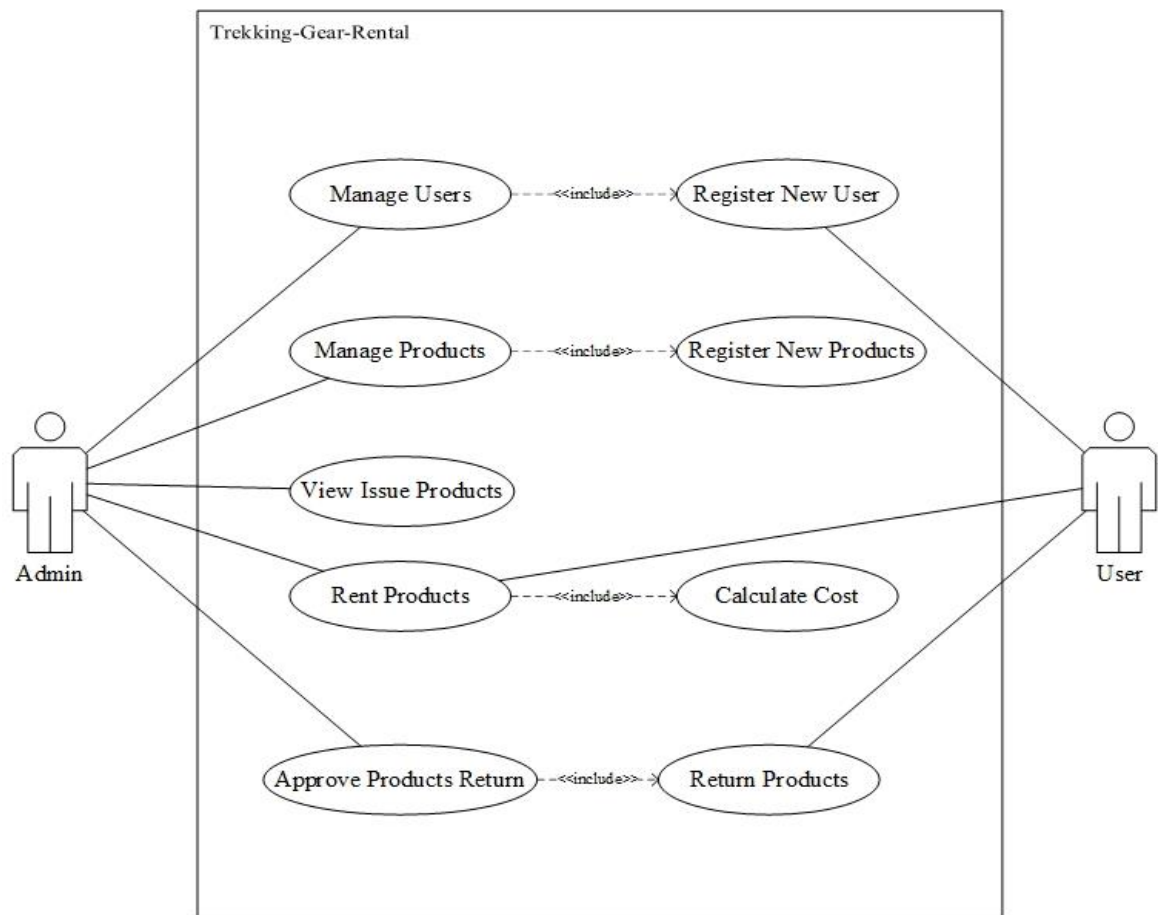 Trekking-Gear-Rental
Manage Users
<<include>>
Register New User
Manage Products
<<include>>
Register New Products
View Issue Products
Admin
User
Rent Products
<<include>>
Calculate Cost
Approve Products Return
<<include>>
Return Products